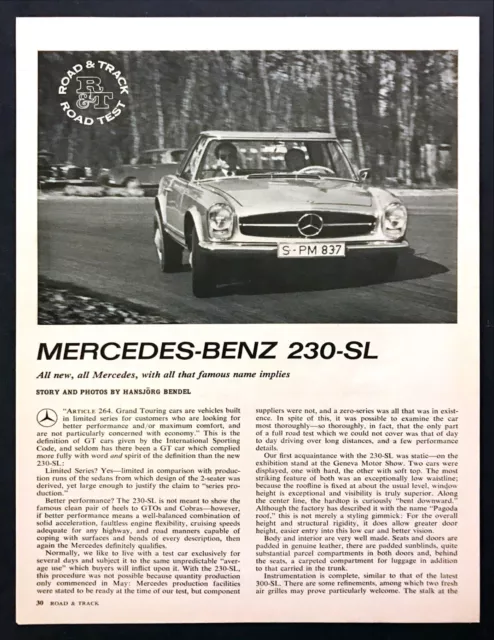 ROAD & TRACK
R&T
ROAD TEST
S-PM 837
MERCEDES-BENZ 230-SL
All new, all Mercedes, with all that famous name implies
STORY AND PHOTOS BY HANSJÖRG BENDEL
"ARTICLE 264. Grand Touring cars are vehicles built
in limited series for customers who are looking for
better performance and/or maximum comfort, and
are not particularly concerned with economy." This is the
definition of GT cars given by the International Sporting
Code, and seldom has there been a GT car which complied
more fully with word and spirit of the definition than the new
230-SL:
Limited Series? Yes—limited in comparison with produc-
tion runs of the sedans from which design of the 2-seater was
derived, yet large enough to justify the claim to "series pro-
duction."
Better performance? The 230-SL is not meant to show the
famous clean pair of heels to GTOs and Cobras—however,
if better performance means a well-balanced combination of
solid acceleration, faultless engine flexibility, cruising speeds
adequate for any highway, and road manners capable of
coping with surfaces and bends of every description, then
again the Mercedes definitely qualifies.
Normally, we like to live with a test car exclusively for
several days and subject it to the same unpredictable "aver-
age use" which buyers will inflict upon it. With the 230-SL,
this procedure was not possible because quantity production
only commenced in May: Mercedes production facilities
were stated to be ready at the time of our test, but component
suppliers were not, and a zero-series was all that was in exist-
ence. In spite of this, it was possible to examine the car
most thoroughly—so thoroughly, in fact, that the only part
of a full road test which we could not cover was that of day
to day driving over long distances, and a few performance
details.
Our first acquaintance with the 230-SL was static—on the
exhibition stand at the Geneva Motor Show. Two cars were
displayed, one with hard, the other with soft top. The most
striking feature of both was an exceptionally low waistline;
because the roofline is fixed at about the usual level, window
height is exceptional and visibility is truly superior. Along
the center line, the hardtop is curiously "bent downward."
Although the factory has described it with the name "Pagoda
roof," this is not merely a styling gimmick: For the overall
height and structural rigidity, it does allow greater door
height, easier entry into this low car and better vision.
Body and interior are very well made. Seats and doors are
padded in genuine leather, there are padded sunblinds, quite
substantial parcel compartments in both doors and, behind
the seats, a carpeted compartment for luggage in addition
to that carried in the trunk.
Instrumentation is complete, similar to that of the latest
300-SL. There are some refinements, among which two fresh
air grilles may prove particularly welcome. The stalk at the
30 ROAD & TRACK